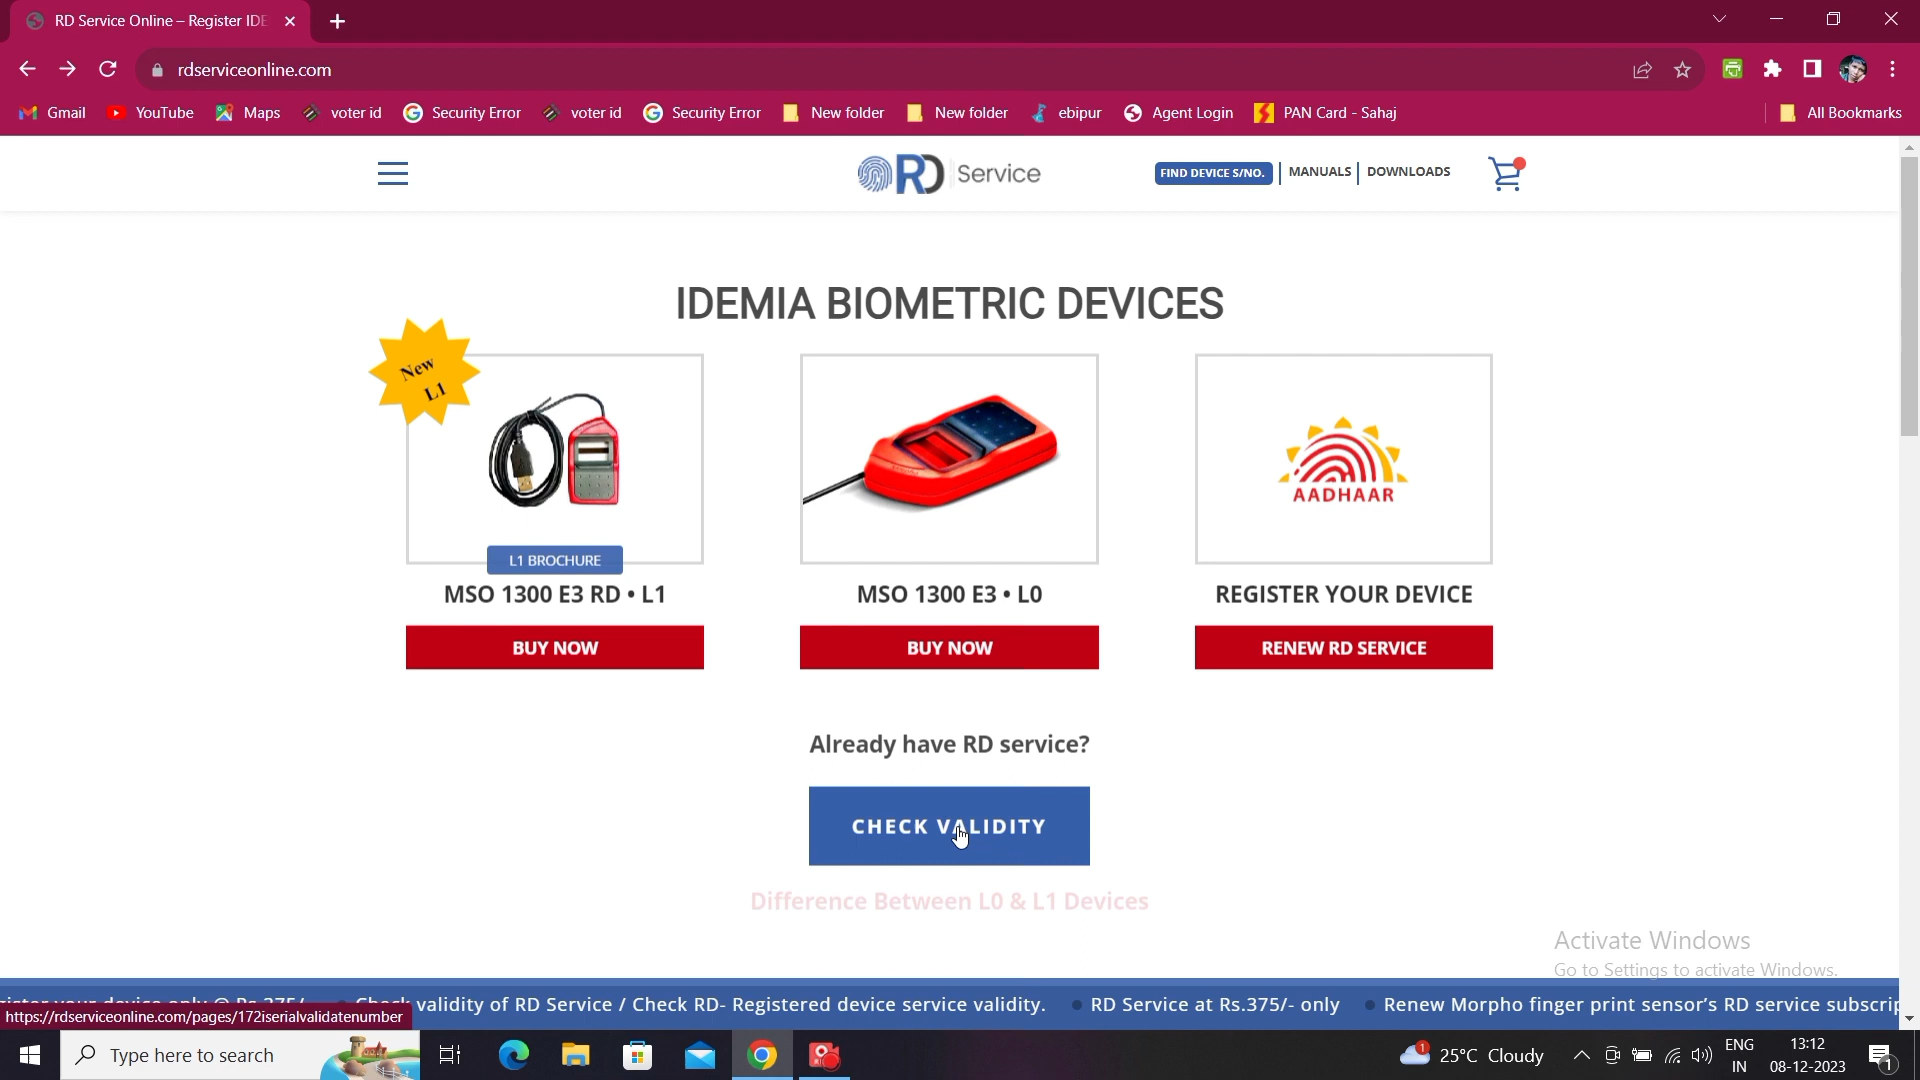 RD Service Online – Register IDE
rdserviceonline.com
Gmail YouTube Maps voter id Security Error voter id Security Error New folder New folder ebipur Agent Login PAN Card - Sahaj All Bookmarks
RD Service
FIND DEVICE S/NO. MANUALS DOWNLOADS
IDEMIA BIOMETRIC DEVICES
New
L1
AADHAAR
L1 BROCHURE
MSO 1300 E3 RD • L1
MSO 1300 E3 • L0
REGISTER YOUR DEVICE
BUY NOW
BUY NOW
RENEW RD SERVICE
Already have RD service?
CHECK VALIDITY
Difference Between L0 & L1 Devices
Activate Windows
Go to Settings to activate Windows.
validity of RD Service / Check RD- Registered device service validity. • RD Service at Rs.375/- only • Renew Morpho finger print sensor's RD service subscrip
https://rdserviceonline.com/pages/172iserialvalidatenumber
Type here to search
1 25°C Cloudy
ENG
IN
13:12
08-12-2023
1